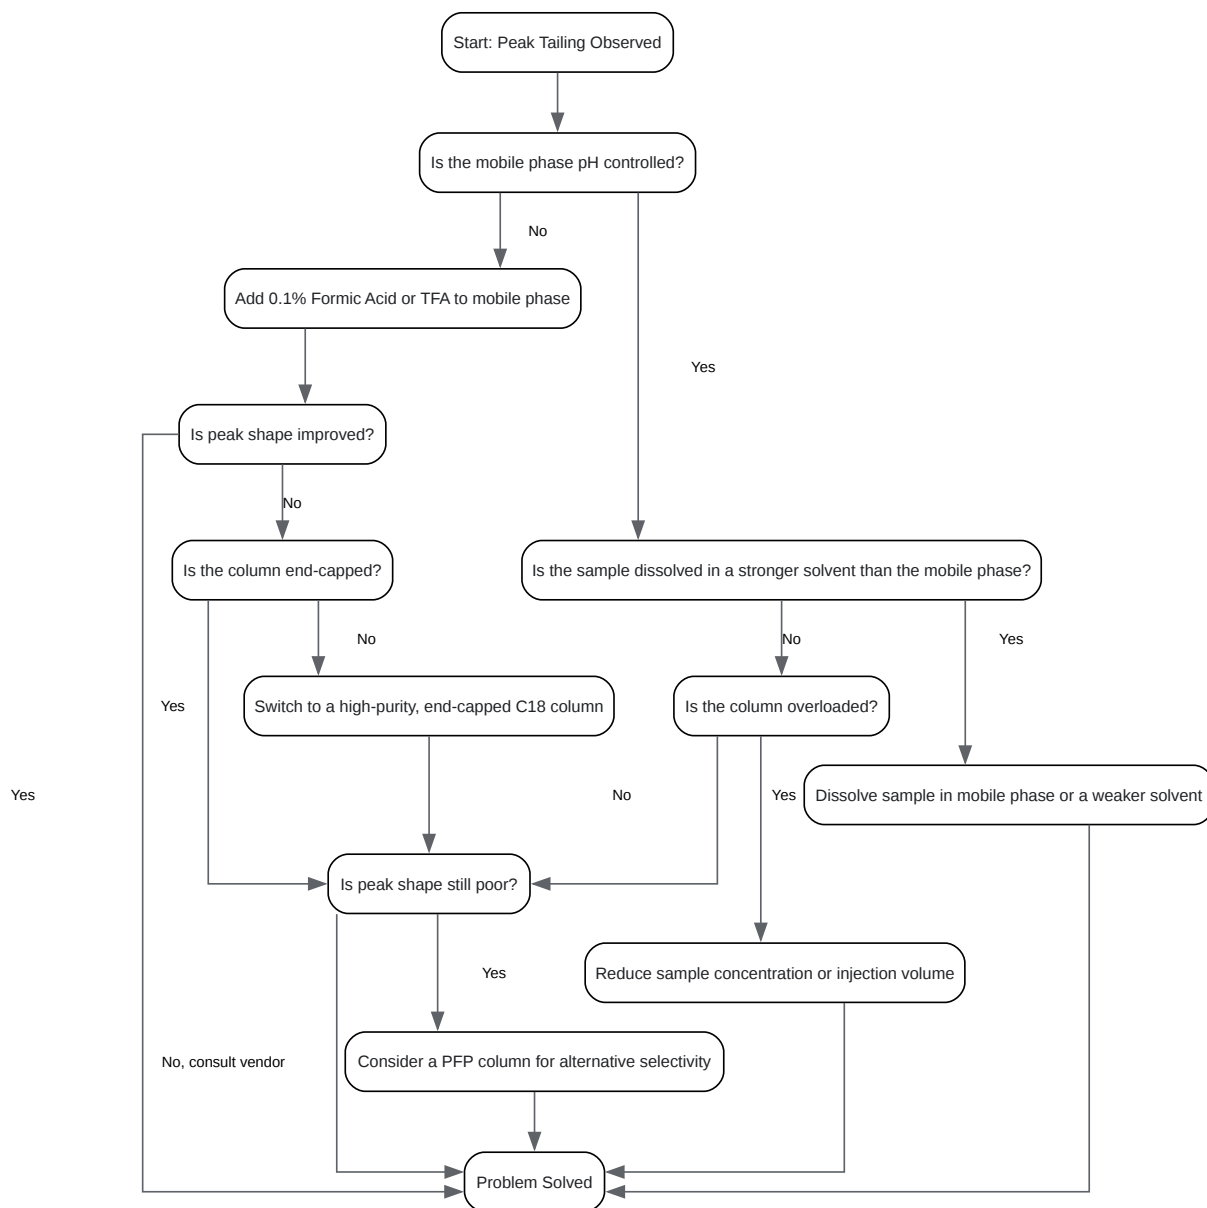 Start: Peak Tailing Observed
Is the mobile phase pH controlled?
No
Add 0.1% Formic Acid or TFA to mobile phase
Yes
Is peak shape improved?
No
Is the column end-capped?
Is the sample dissolved in a stronger solvent than the mobile phase?
No
No
Yes
Yes
Switch to a high-purity, end-capped C18 column
Is the column overloaded?
Yes
No
Yes
Dissolve sample in mobile phase or a weaker solvent
Is peak shape still poor?
Yes
Reduce sample concentration or injection volume
No, consult vendor
Consider a PFP column for alternative selectivity
Problem Solved